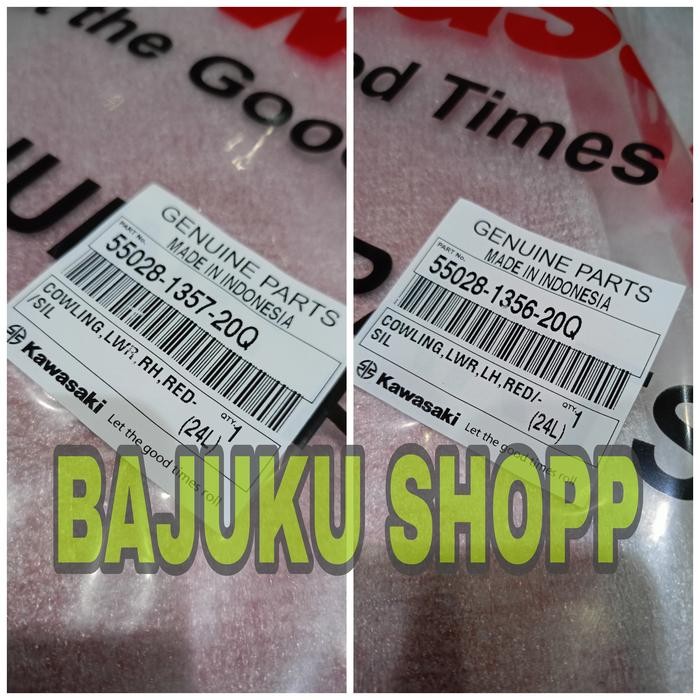 the Good
GENUINE PARTS
MADE IN INDONESIA
PART No.
55028-1357-20Q
COWLING,LWR,RH,RED-
/SIL
(24L)
QTY.
1
Kawasaki
Let the good times roll
od Times
GENUINE PARTS
MADE IN INDONESIA
PART No.
55028-1356-20Q
COWLING,LWR,LH,RED/-
SIL
(24L)
QTY.
1
Kawasaki
Let the good times roll
BAJUKU SHOPP